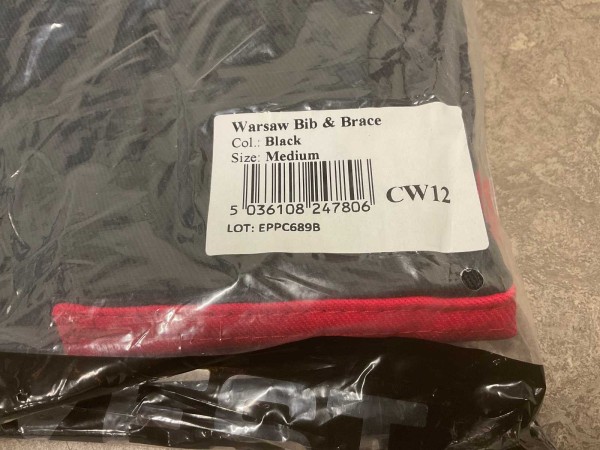 Warsaw Bib & Brace
Col.: Black
Size: Medium
CW12
5 036108 247806
LOT: EPPC689B